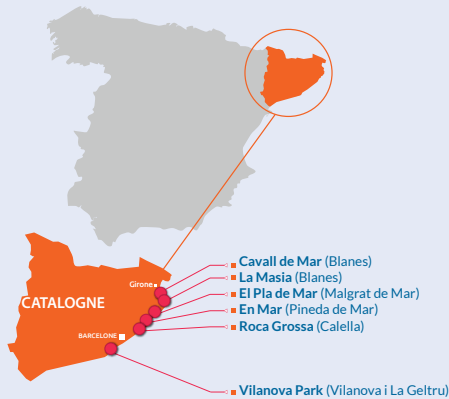 Girone
CATALOGNE
BARCELONE
Cavall de Mar (Blanes)
La Masia (Blanes)
El Pla de Mar (Malgrat de Mar)
En Mar (Pineda de Mar)
Roca Grossa (Calella)
Vilanova Park (Vilanova i La Geltru)